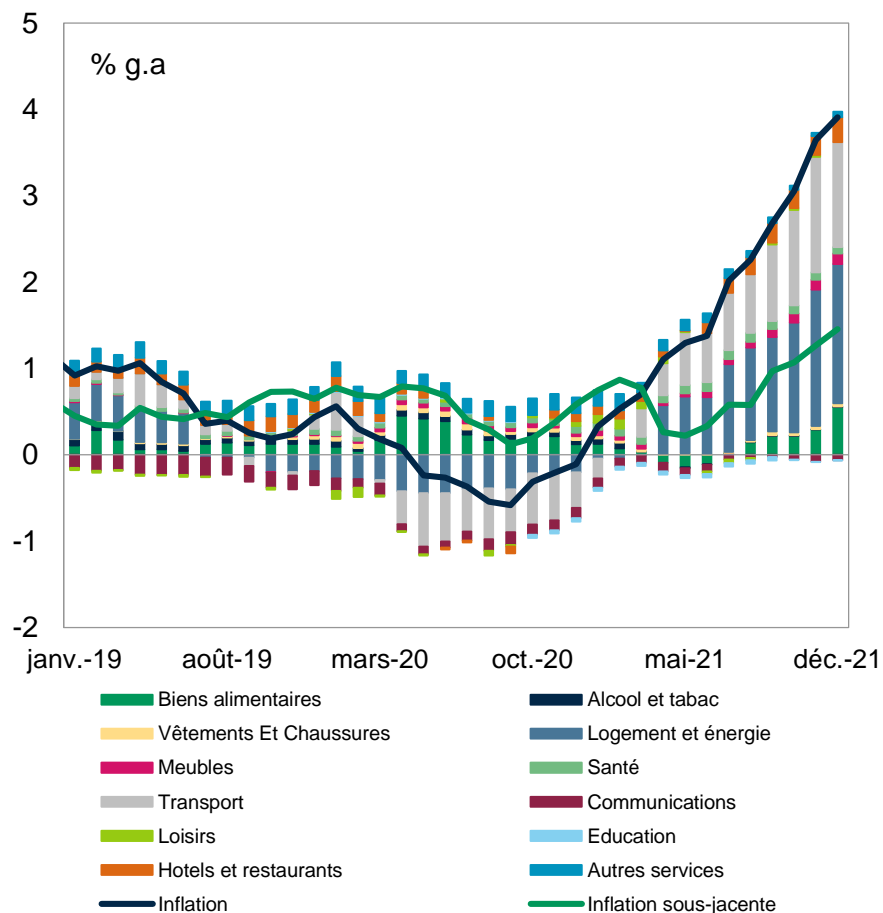 5
% g.a
4
3
2
1
0
-1
-2
janv.-19 août-19 mars-20 oct.-20 mai-21 déc.-21
Biens alimentaires Alcool et tabac
Vêtements Et Chaussures Logement et énergie
Meubles Santé
Transport Communications
Loisirs Education
Hotels et restaurants Autres services
Inflation Inflation sous-jacente